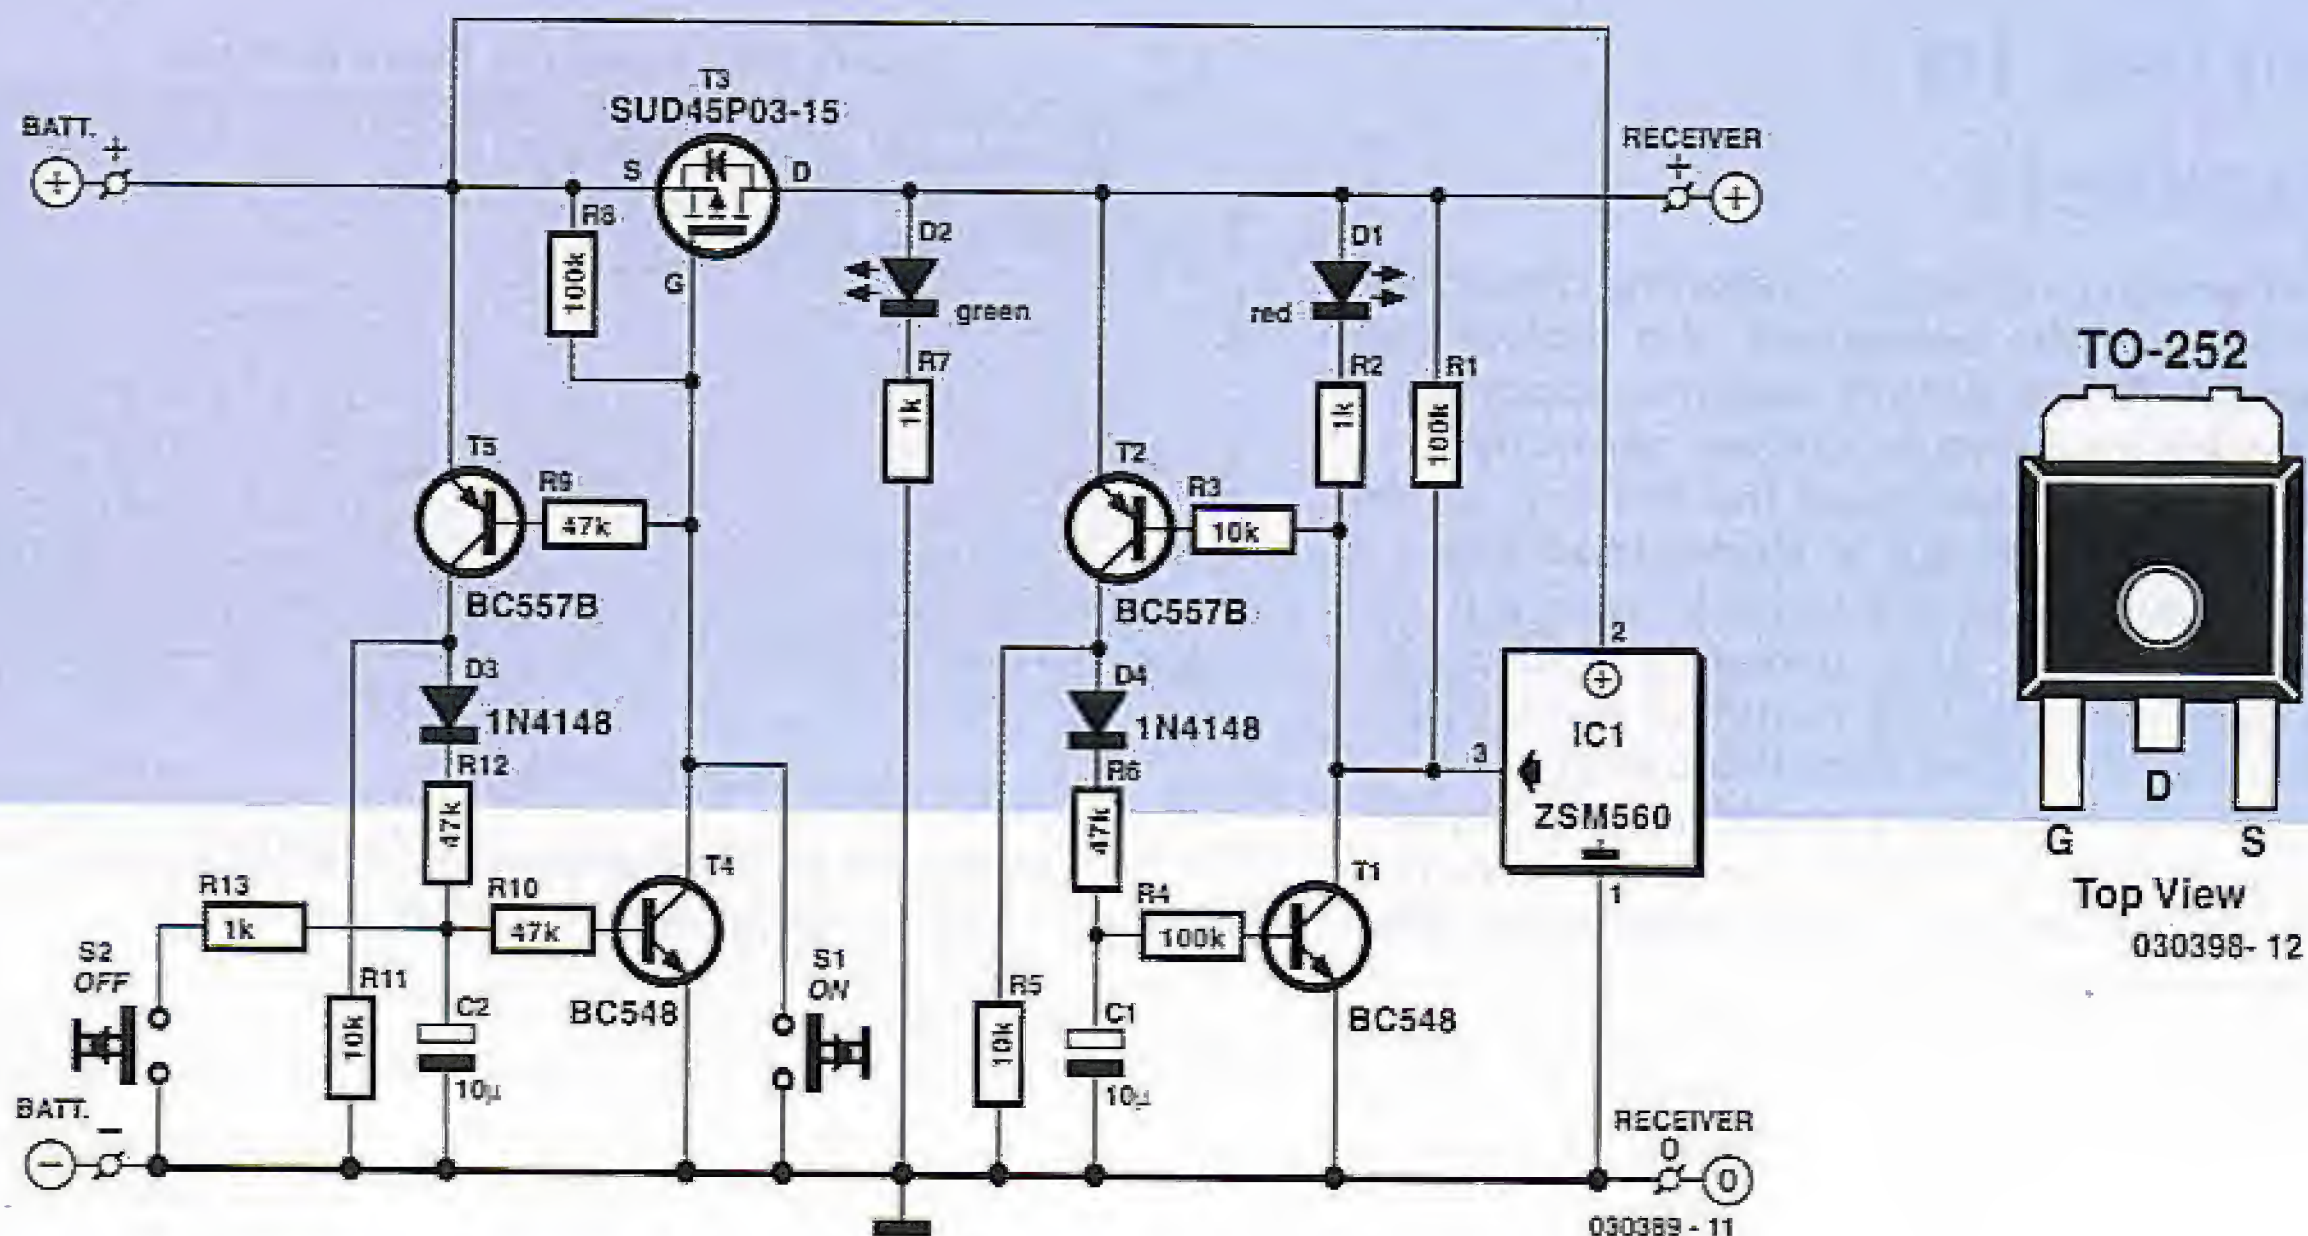 T3
SUD45P03-15
BATT.
+
+
S
D
G
RECEIVER
+
+
R8
100k
D2
green
D1
red
R7
1k
R2
1k
R1
100k
TO-252
T5
R9
47k
BC557B
T2
R3
10k
BC557B
D3
1N4148
R12
47k
D4
1N4148
R6
47k
2
+
IC1
3
ZSM560
1
D
G
S
Top View
030398-12
R13
1k
R10
47k
T4
BC548
R4
100k
T1
BC548
S2
OFF
R11
10k
C2
10µ
S1
ON
R5
10k
C1
10µ
BATT.
−
−
RECEIVER
0
0
030389 - 11